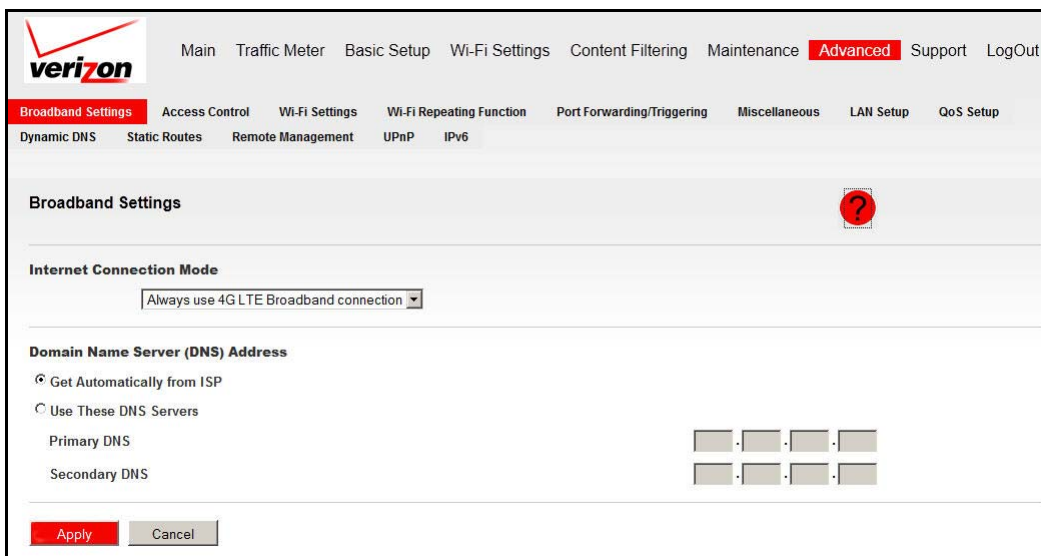 verizon
Main Traffic Meter Basic Setup Wi-Fi Settings Content Filtering Maintenance Advanced Support LogOut
Broadband Settings Access Control Wi-Fi Settings Wi-Fi Repeating Function Port Forwarding/Triggering Miscellaneous LAN Setup QoS Setup
Dynamic DNS Static Routes Remote Management UPnP IPv6
Broadband Settings ?
Internet Connection Mode
Always use 4G LTE Broadband connection
Domain Name Server (DNS) Address
Get Automatically from ISP
Use These DNS Servers
Primary DNS . . .
Secondary DNS . . .
Apply Cancel